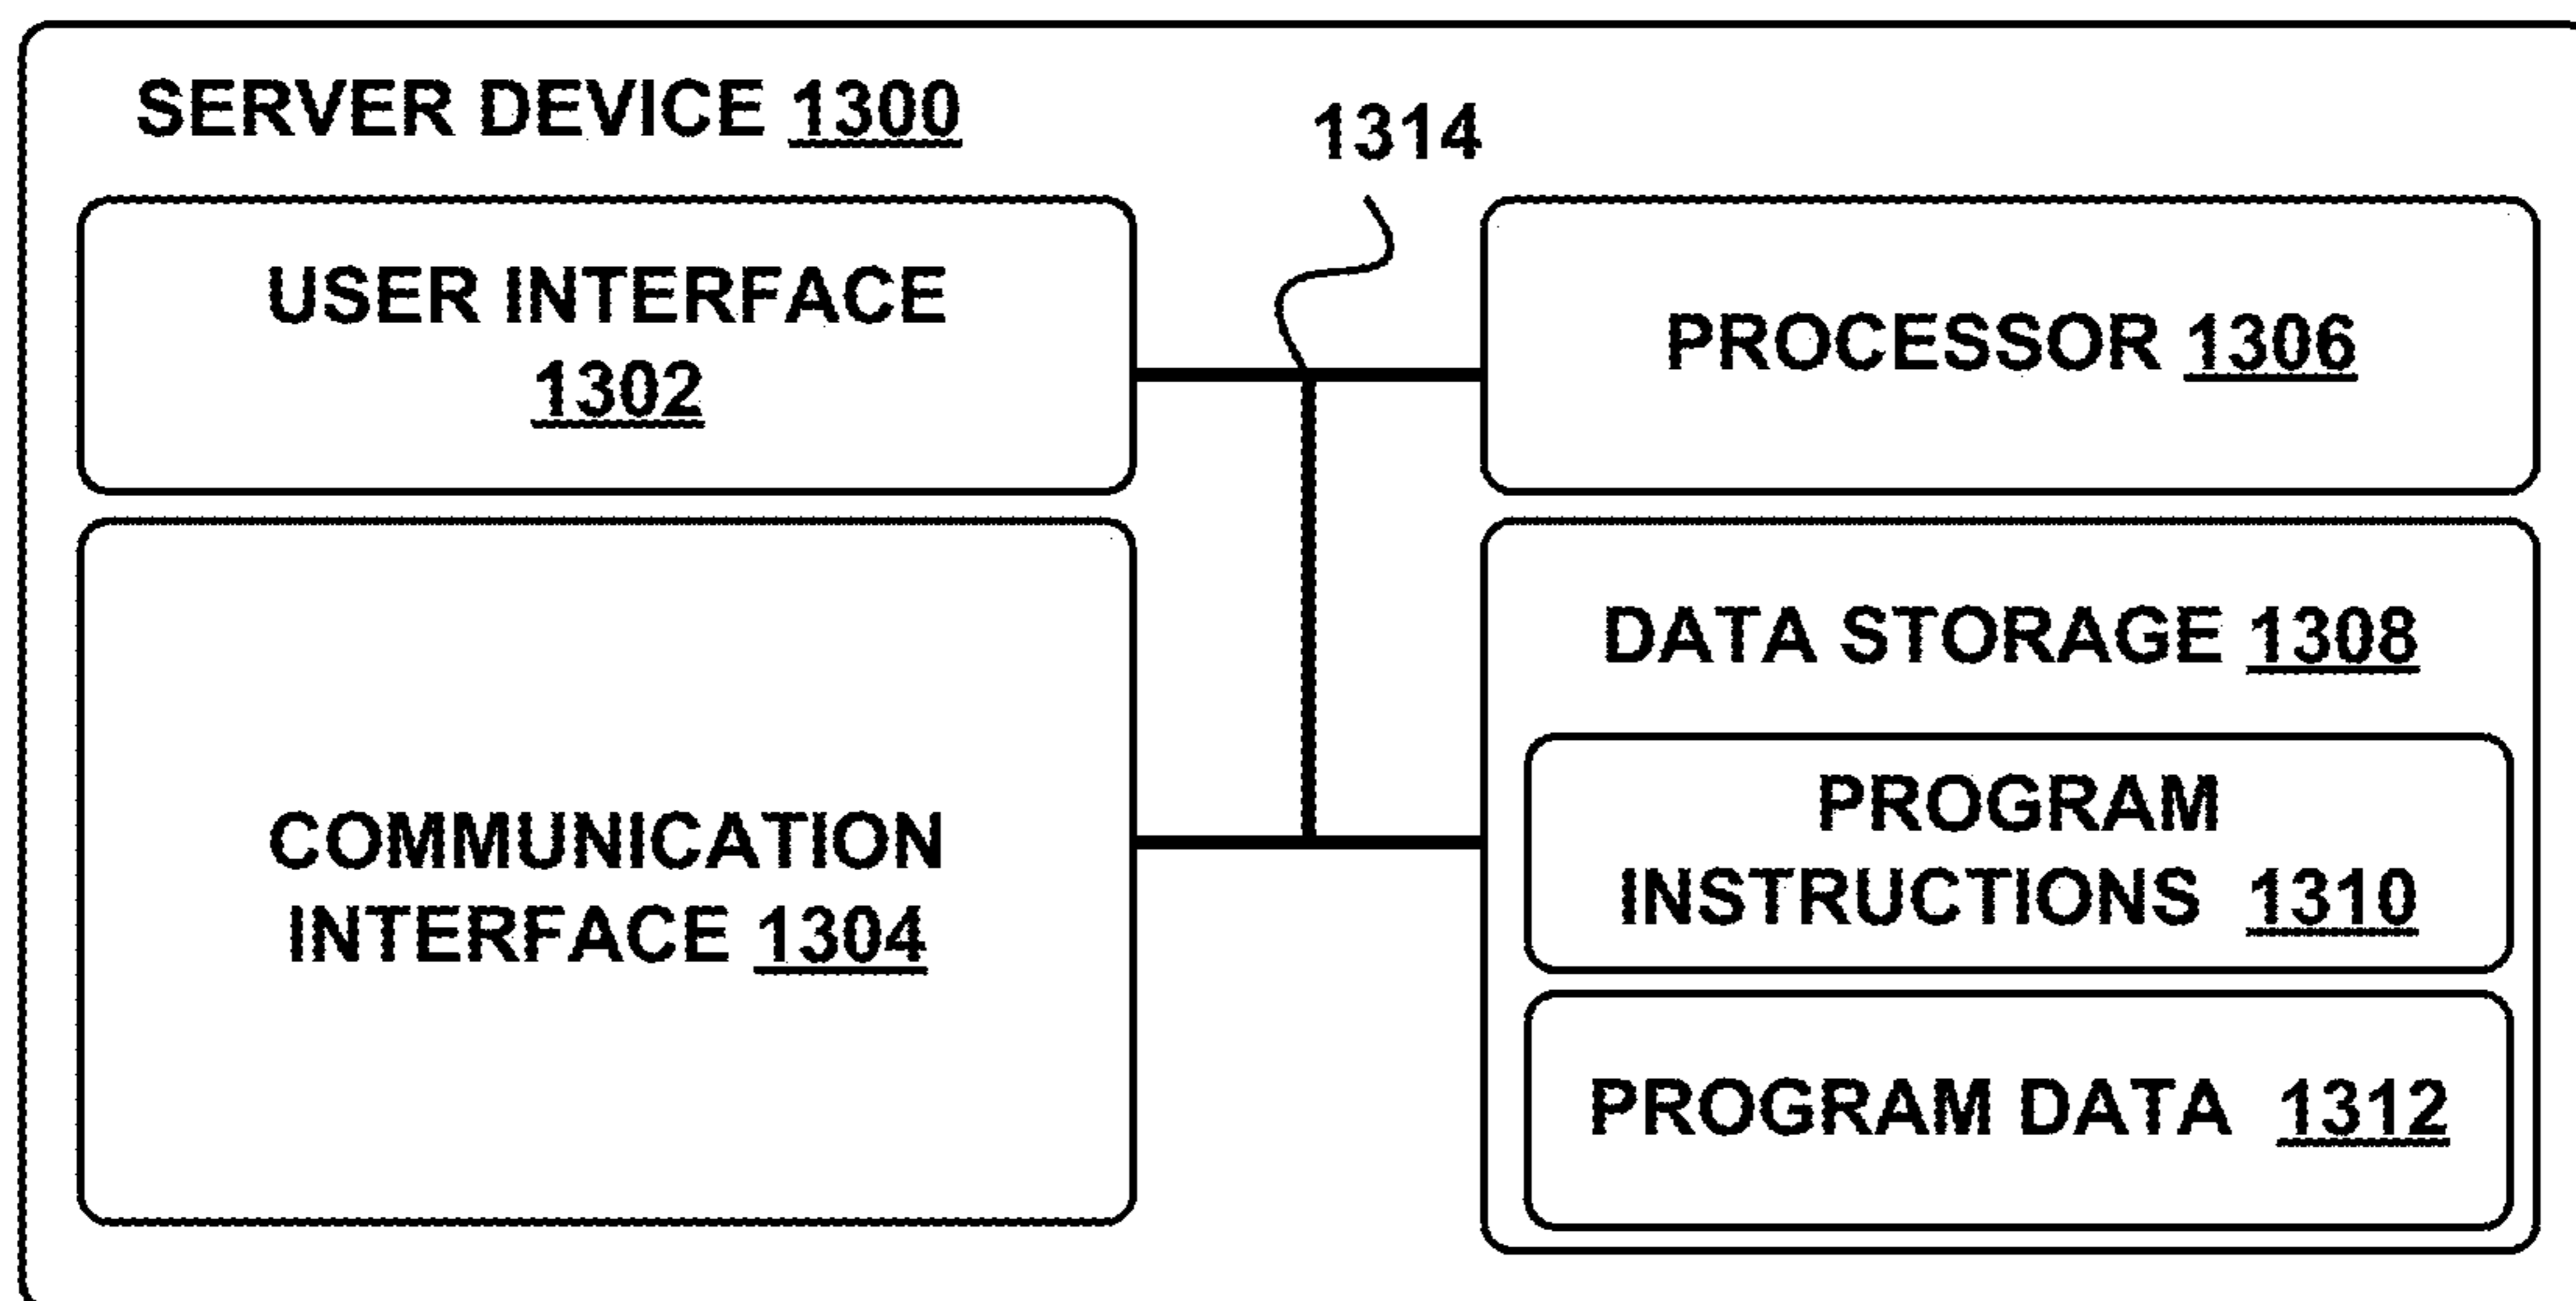 SERVER DEVICE 1300
1314
USER INTERFACE
1302
PROCESSOR 1306
COMMUNICATION
INTERFACE 1304
DATA STORAGE 1308
PROGRAM
INSTRUCTIONS 1310
PROGRAM DATA 1312